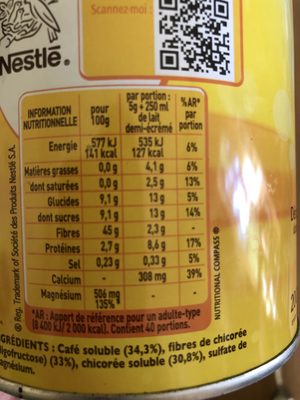 Scannez-moi :
Nestlé®
INFORMATION NUTRITIONNELLE | pour 100g | par portion : 5g + 250 ml de lait demi-écrémé | %AR* par portion
Energie | 577 kJ 141 kcal | 535 kJ 127 kcal | 6%
Matières grasses | 0,0 g | 4,1 g | 6%
dont saturées | 0,0 g | 2,5 g | 13%
Glucides | 9,1 g | 13 g | 5%
dont sucres | 9,1 g | 13 g | 14%
Fibres | 45 g | 2,3 g | -
Protéines | 2,7 g | 8,6 g | 17%
Sel | 0,23 g | 0,33 g | 5%
Calcium | - | 308 mg | 39%
Magnésium | 506 mg 135% § | - | -
*AR : Apport de référence pour un adulte-type
(8 400 kJ/ 2 000 kcal). Contient 40 portions.
® Reg. Trademark of Société des Produits Nestlé S.A.
NUTRITIONAL COMPASS ®
GRÉDIENTS : Café soluble (34,3%), fibres de chicorée
ligofructose) (33%), chicorée soluble (30,8%), sulfate de
agnésium.